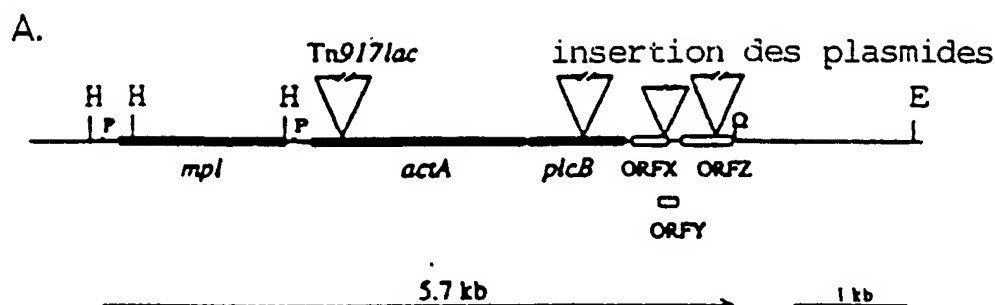 A.
Tn917lac insertion des plasmides
H H H E
P P Ω
mpl actA plcB ORFX ORFZ
ORFY
5.7 kb 1 kb